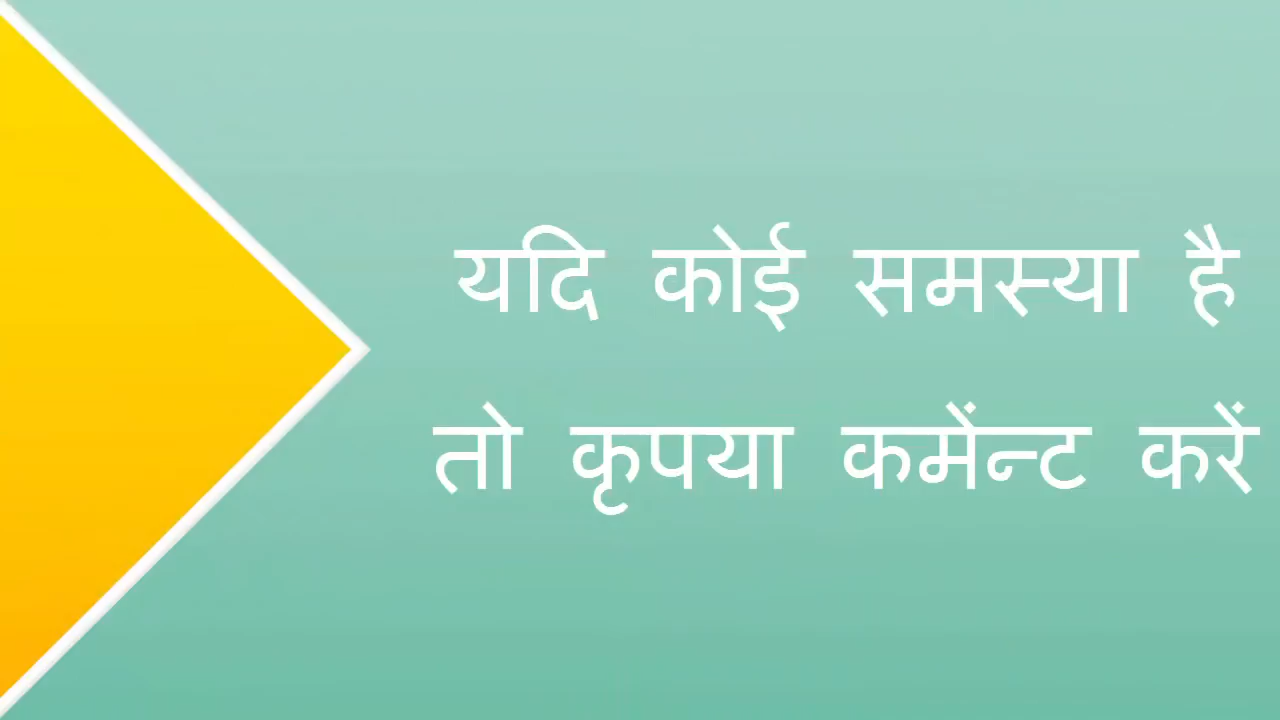 यदि कोई समस्या है
तो कृपया कमेंन्ट करें